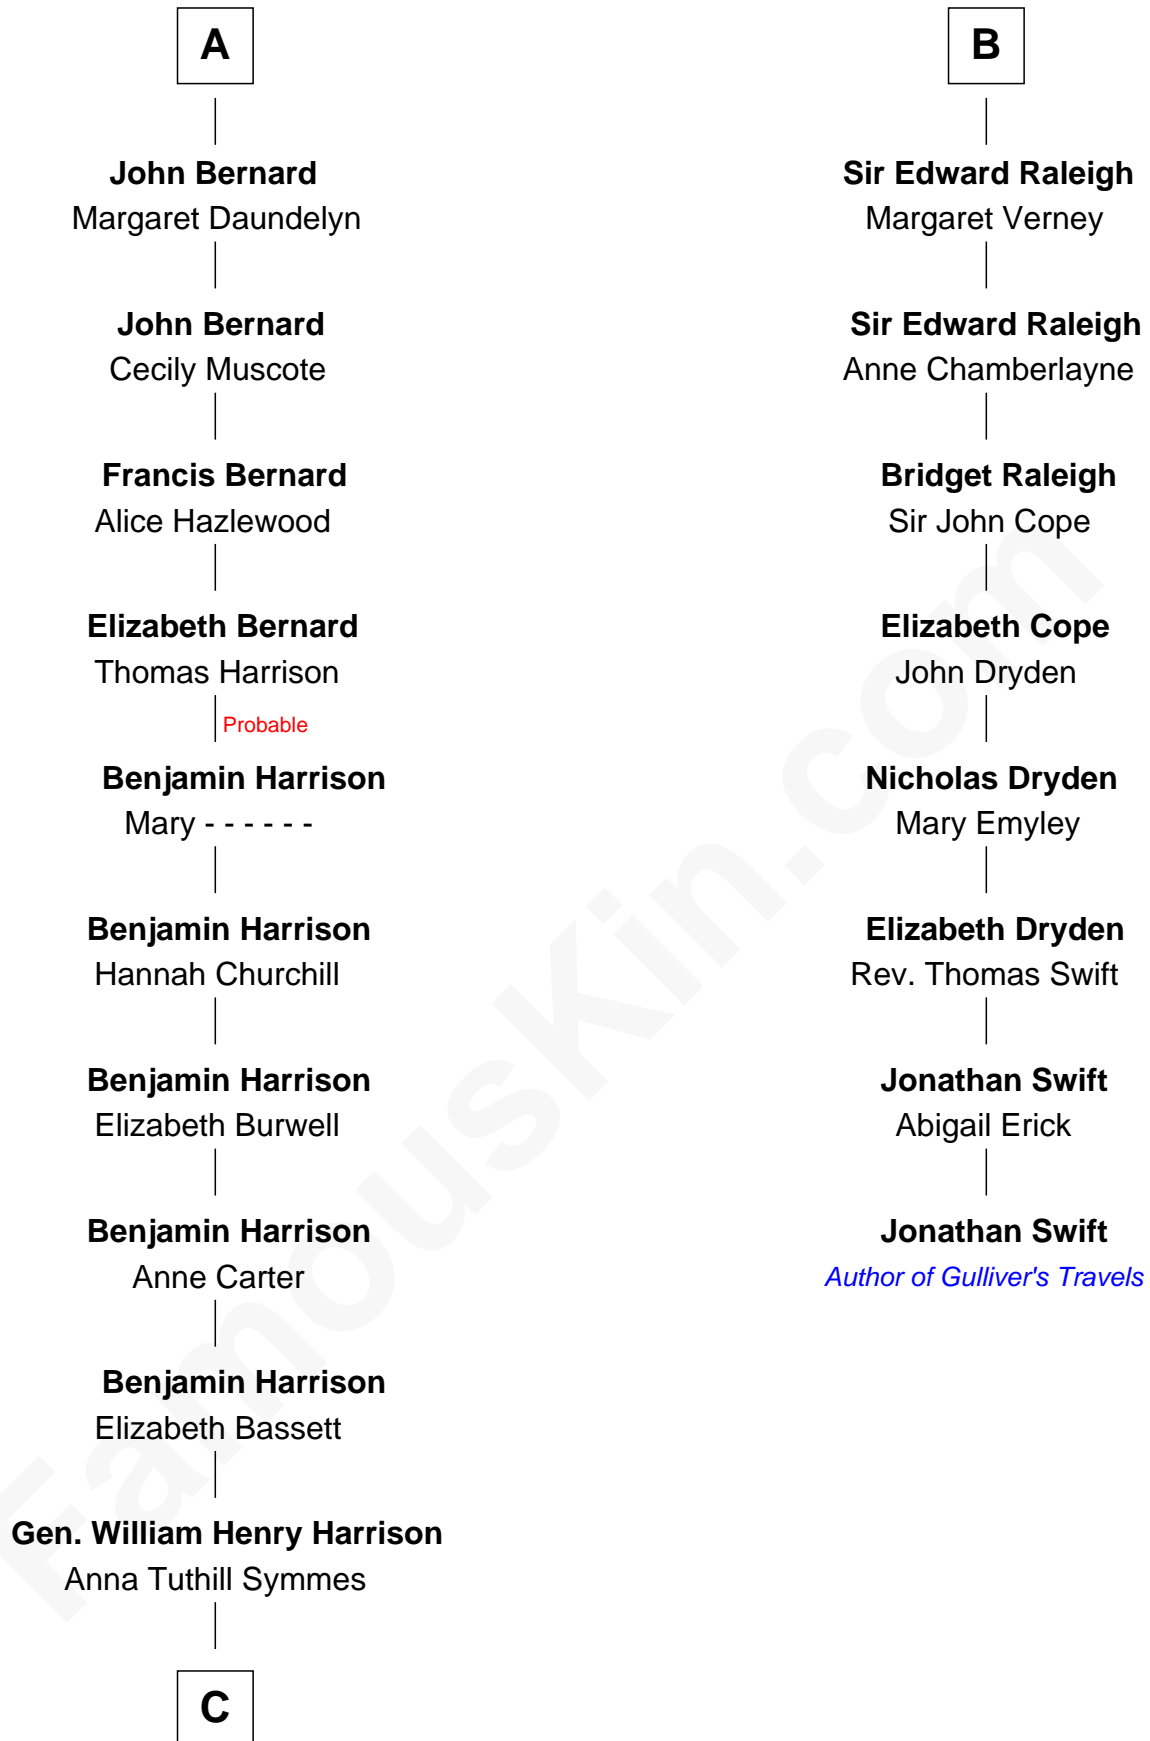 A
John Bernard
Margaret Daundelyn
John Bernard
Cecily Muscote
Francis Bernard
Alice Hazlewood
Elizabeth Bernard
Thomas Harrison
Probable
Benjamin Harrison
Mary - - - - - -
Benjamin Harrison
Hannah Churchill
Benjamin Harrison
Elizabeth Burwell
Benjamin Harrison
Anne Carter
Benjamin Harrison
Elizabeth Bassett
Gen. William Henry Harrison
Anna Tuthill Symmes
C
B
Sir Edward Raleigh
Margaret Verney
Sir Edward Raleigh
Anne Chamberlayne
Bridget Raleigh
Sir John Cope
Elizabeth Cope
John Dryden
Nicholas Dryden
Mary Emyley
Elizabeth Dryden
Rev. Thomas Swift
Jonathan Swift
Abigail Erick
Jonathan Swift
Author of Gulliver's Travels
FamousKin.com